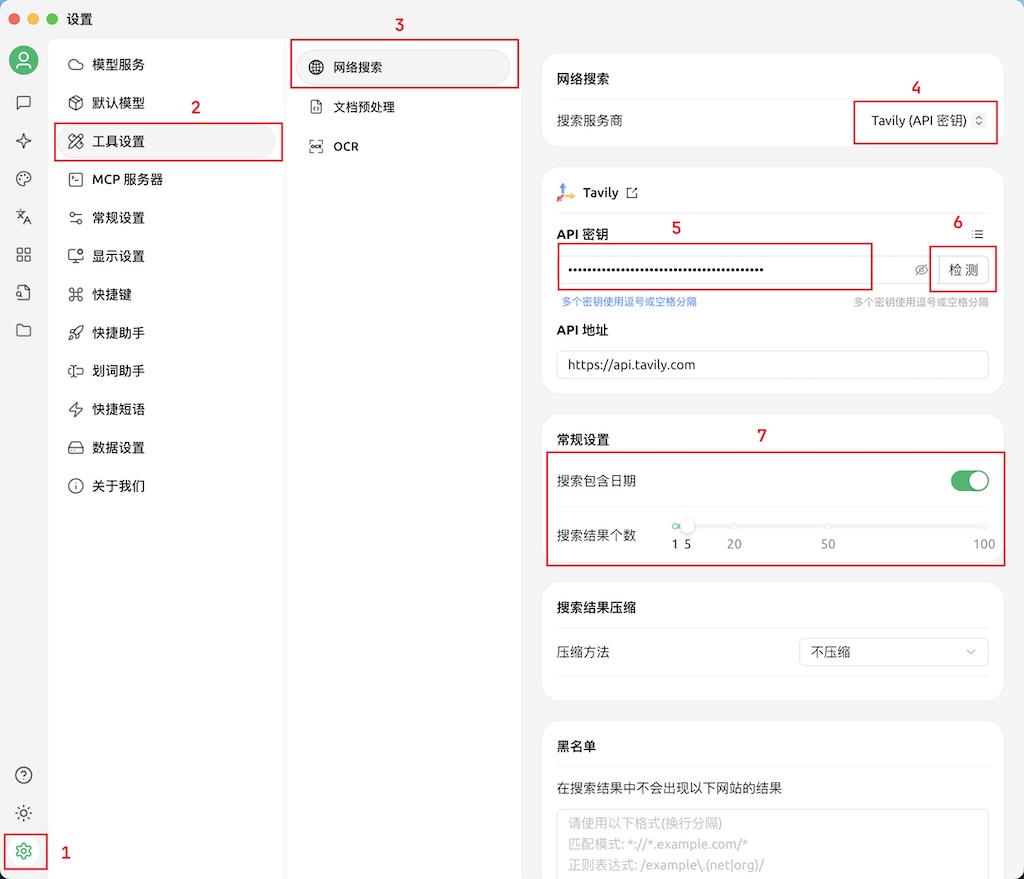 设置
模型服务
默认模型
2
工具设置
MCP 服务器
常规设置
显示设置
快捷键
快捷助手
划词助手
快捷短语
数据设置
关于我们
1
3
网络搜索
文档预处理
OCR
OCR
网络搜索
4
搜索服务商
Tavily (API 密钥)
Tavily
5
6
API 密钥
••••••••••••••••••••••••••••••••••••••••
检 测
多个密钥使用逗号或空格分隔
多个密钥使用逗号或空格分隔
API 地址
https://api.tavily.com
7
常规设置
搜索包含日期
搜索结果个数
1 5 20 50 100
搜索结果压缩
压缩方法
不压缩
黑名单
在搜索结果中不会出现以下网站的结果
请使用以下格式(换行分隔)
匹配模式: *://*.example.com/*
正则表达式: /example\.(net|org)/